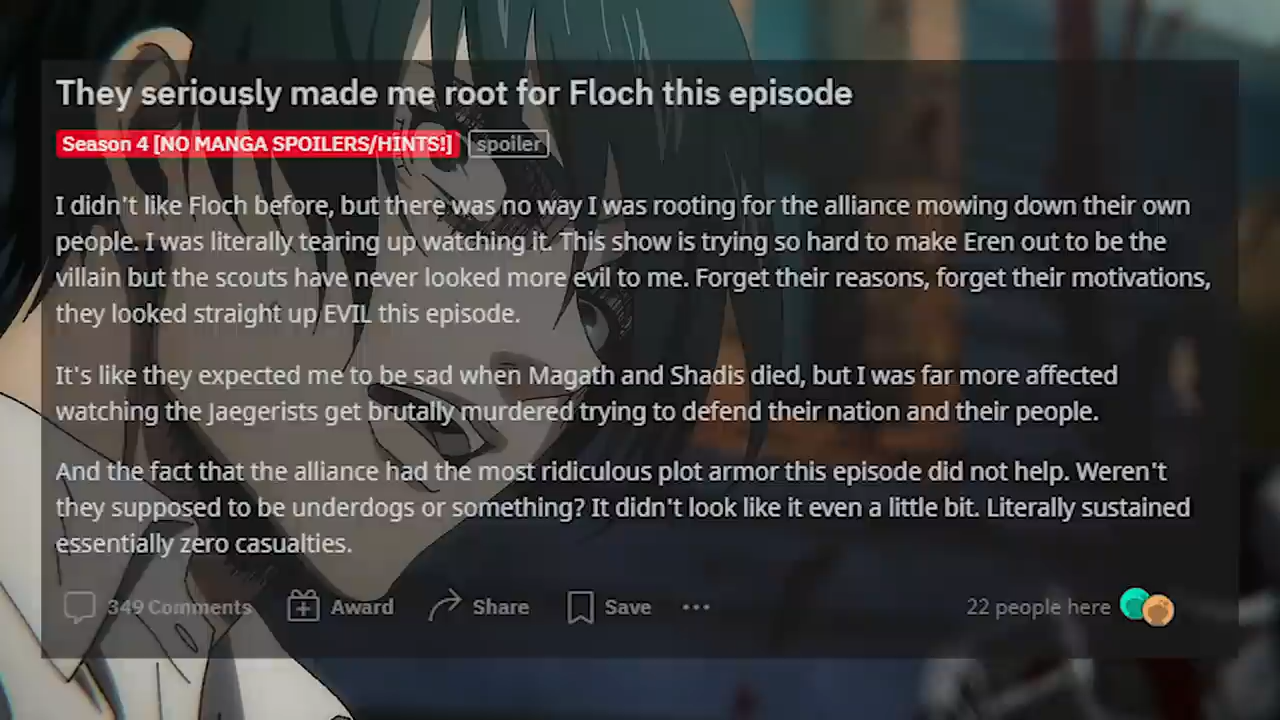 They seriously made me root for Floch this episode
Season 4 [NO MANGA SPOILERS/HINTS!] spoiler
I didn't like Floch before, but there was no way I was rooting for the alliance mowing down their own
people. I was literally tearing up watching it. This show is trying so hard to make Eren out to be the
villain but the scouts have never looked more evil to me. Forget their reasons, forget their motivations,
they looked straight up EVIL this episode.
It's like they expected me to be sad when Magath and Shadis died, but I was far more affected
watching the Jaegerists get brutally murdered trying to defend their nation and their people.
And the fact that the alliance had the most ridiculous plot armor this episode did not help. Weren't
they supposed to be underdogs or something? It didn't look like it even a little bit. Literally sustained
essentially zero casualties.
349 Comments Award Share Save ••• 22 people here